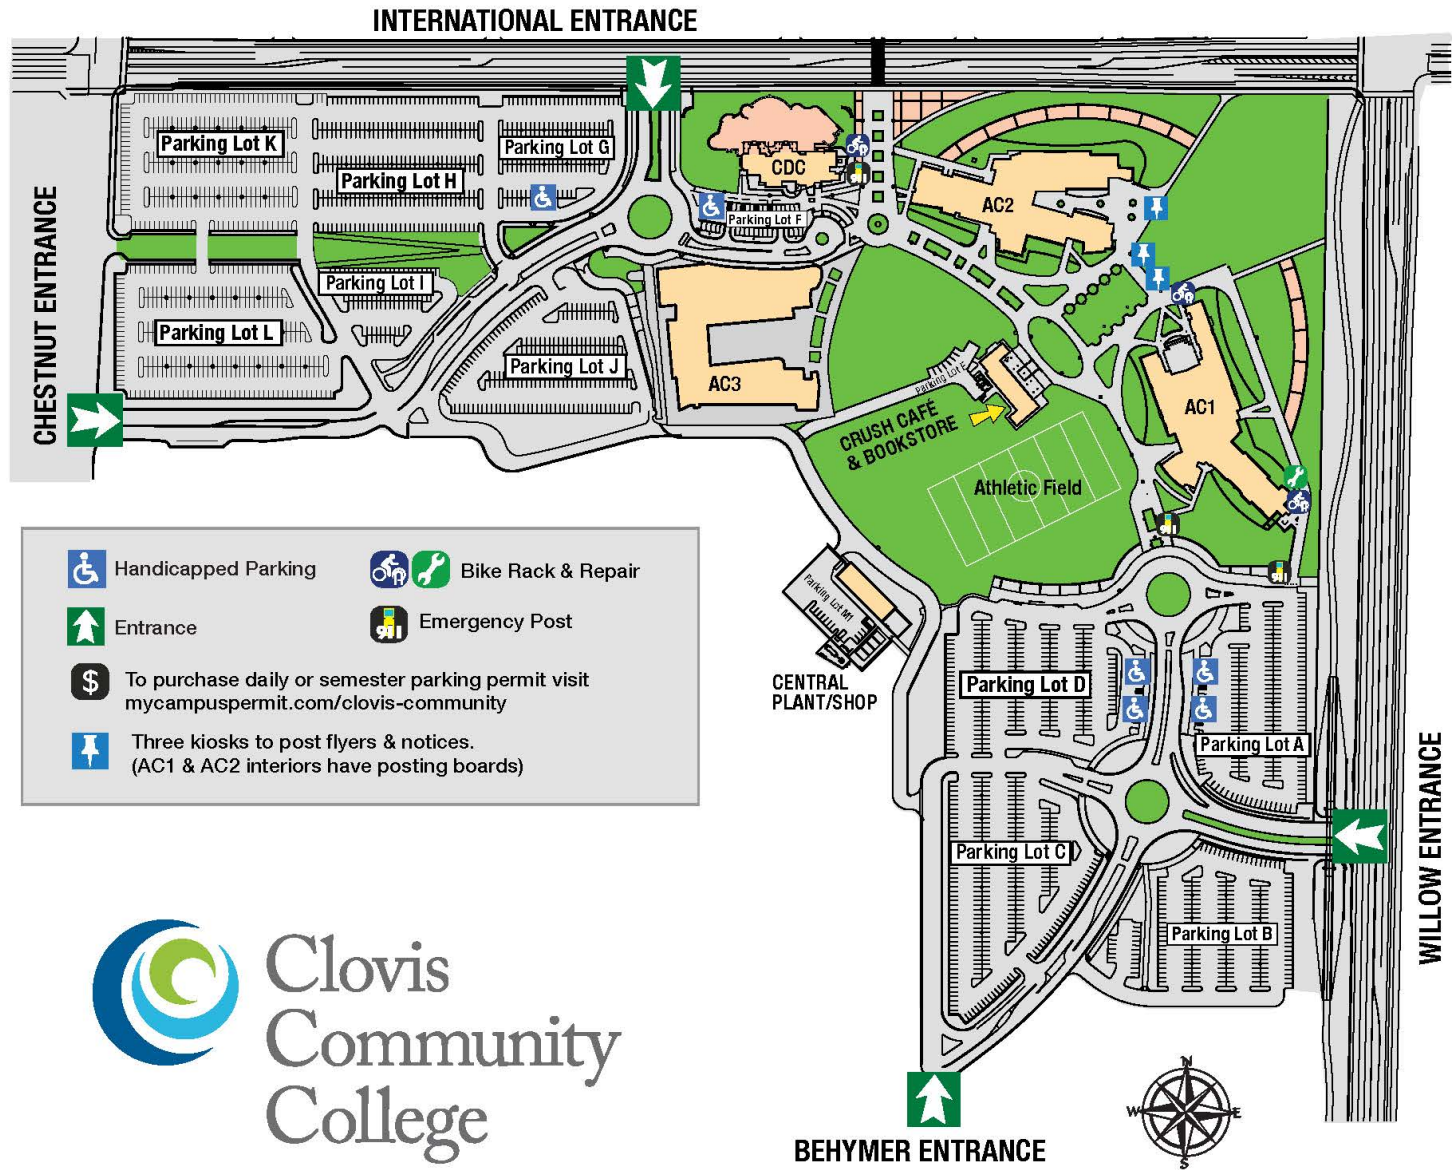 INTERNATIONAL ENTRANCE
CHESTNUT ENTRANCE
Parking Lot K
Parking Lot H
Parking Lot G
Parking Lot F
CDC
AC2
Parking Lot I
Parking Lot L
Parking Lot J
AC3
Parking Lot E
CRUSH CAFÉ
& BOOKSTORE
AC1
Athletic Field
911
911
911
Parking Lot M1
CENTRAL
PLANT/SHOP
Parking Lot D
Parking Lot A
Parking Lot C
Parking Lot B
WILLOW ENTRANCE
BEHYMER ENTRANCE
Handicapped Parking
Bike Rack & Repair
Entrance
911
Emergency Post
$
To purchase daily or semester parking permit visit
mycampuspermit.com/clovis-community
Three kiosks to post flyers & notices.
(AC1 & AC2 interiors have posting boards)
Clovis
Community
College
N
W
E
S